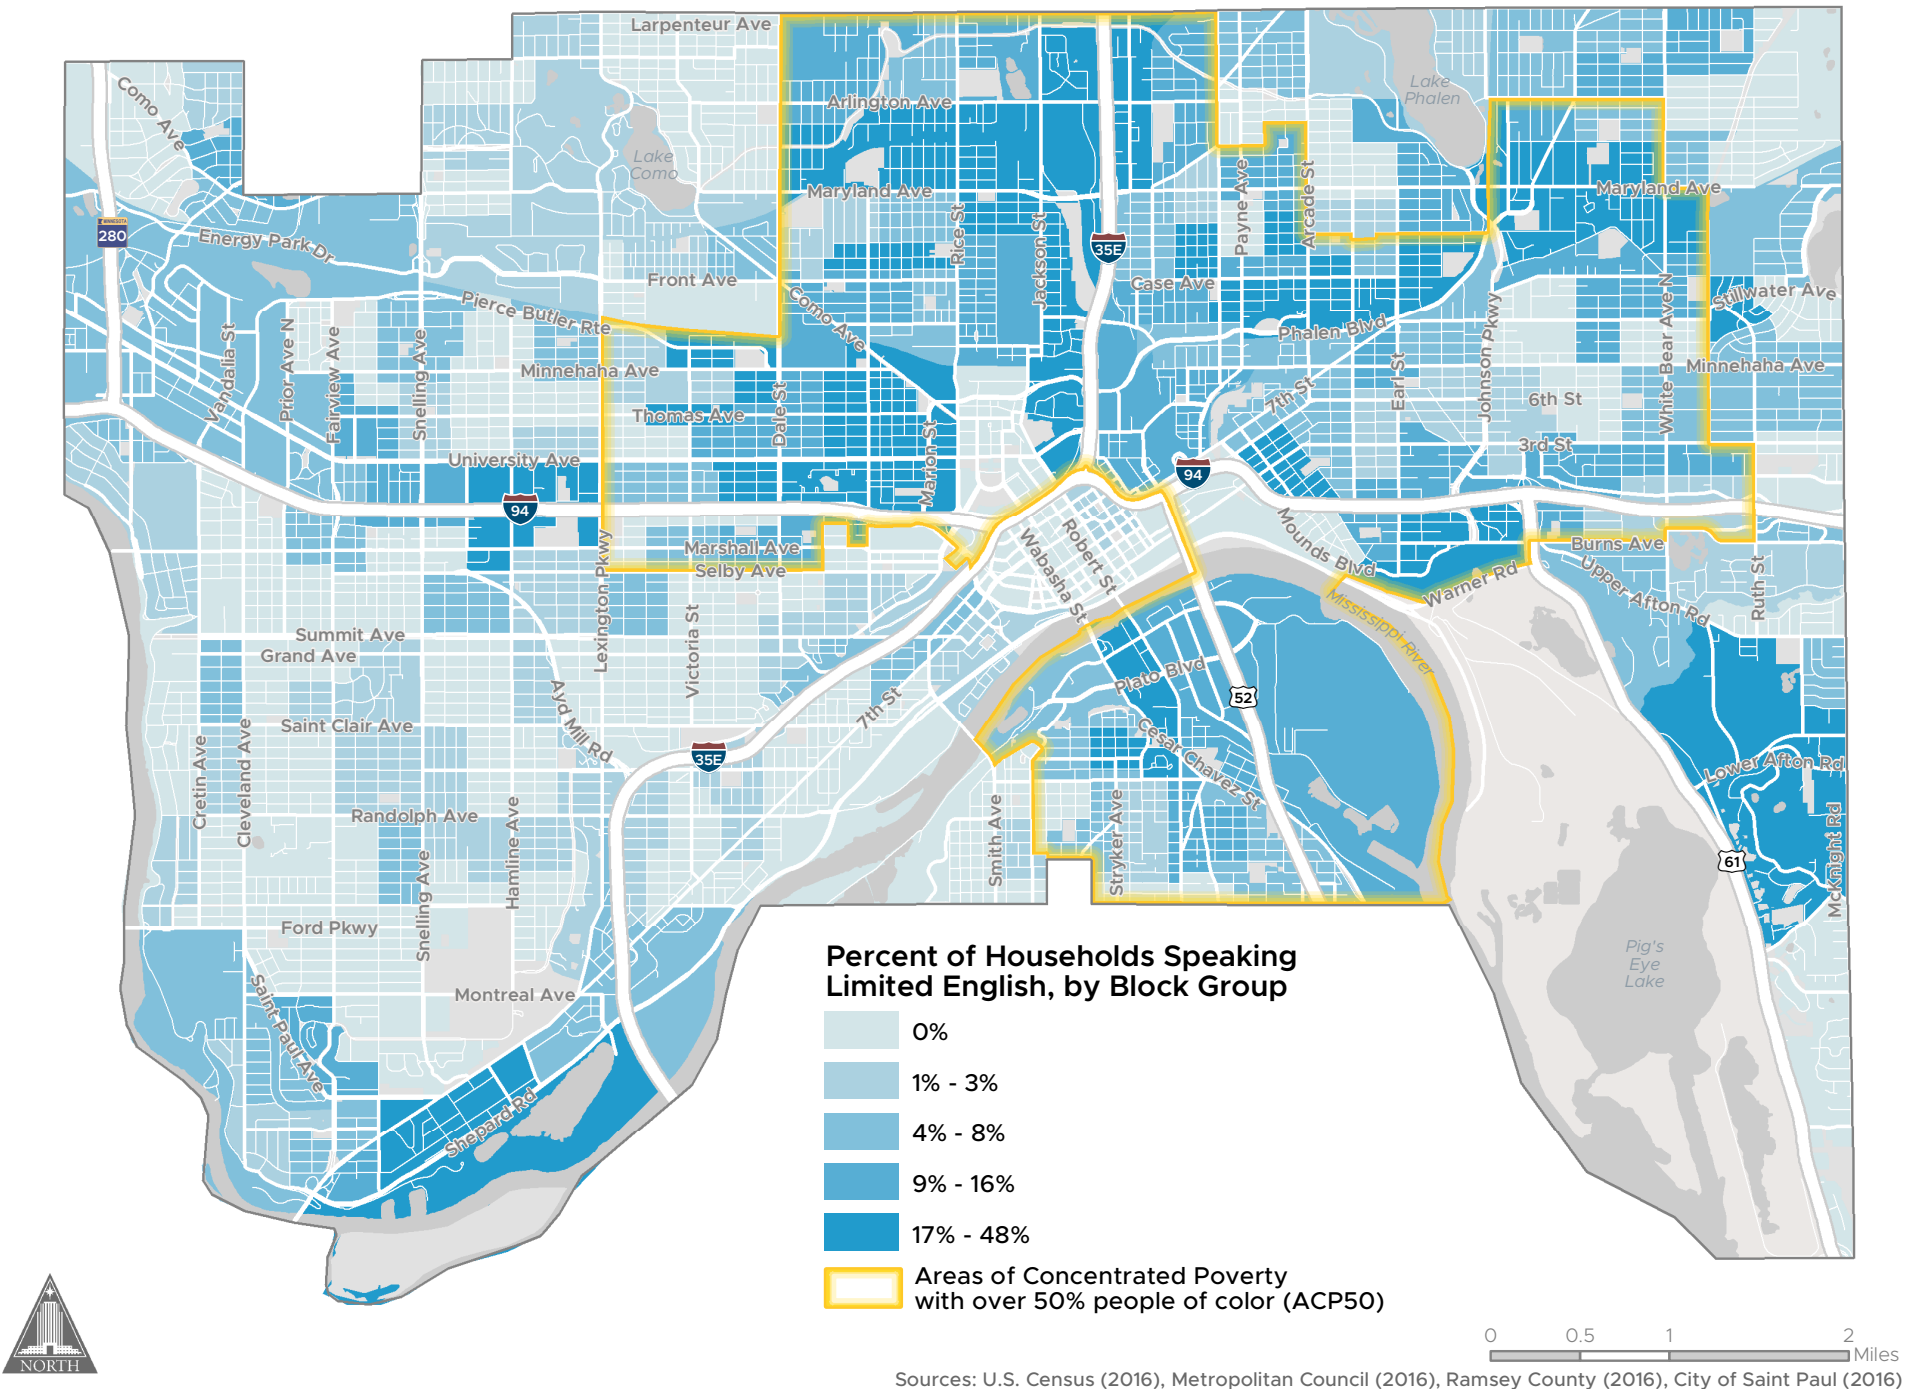 Larpenteur Ave
Como Ave
Arlington Ave
Lake
Phalen
Lake
Como
Maryland Ave
Maryland Ave
Payne Ave
Arcade St
Rice St
Jackson St
MINNESOTA
280
Energy Park Dr
35E
Front Ave
Case Ave
Pierce Butler Rte
Como Ave
Phalen Blvd
Johnson Pkwy
White Bear Ave N
Stillwater Ave
Vandalia St
Prior Ave N
Fairview Ave
Snelling Ave
Minnehaha Ave
Minnehaha Ave
Earl St
7th St
6th St
Thomas Ave
Dale St
Marion St
3rd St
University Ave
94
94
Lexington Pkwy
Marshall Ave
Selby Ave
Wabasha St
Robert St
Mounds Blvd
Burns Ave
Warner Rd
Upper Afton Rd
Ruth St
Mississippi River
Summit Ave
Grand Ave
Victoria St
Ayd Mill Rd
Plato Blvd
52
7th St
Saint Clair Ave
Cretin Ave
Cleveland Ave
35E
Cesar Chavez St
Lower Afton Rd
Randolph Ave
Hamline Ave
Snelling Ave
Smith Ave
Stryker Ave
61
McKnight Rd
Ford Pkwy
Montreal Ave
Saint Paul Ave
Shepard Rd
Pig's
Eye
Lake
Percent of Households Speaking
Limited English, by Block Group
0%
1% - 3%
4% - 8%
9% - 16%
17% - 48%
Areas of Concentrated Poverty
with over 50% people of color (ACP50)
NORTH
0 0.5 1 2
Miles
Sources: U.S. Census (2016), Metropolitan Council (2016), Ramsey County (2016), City of Saint Paul (2016)